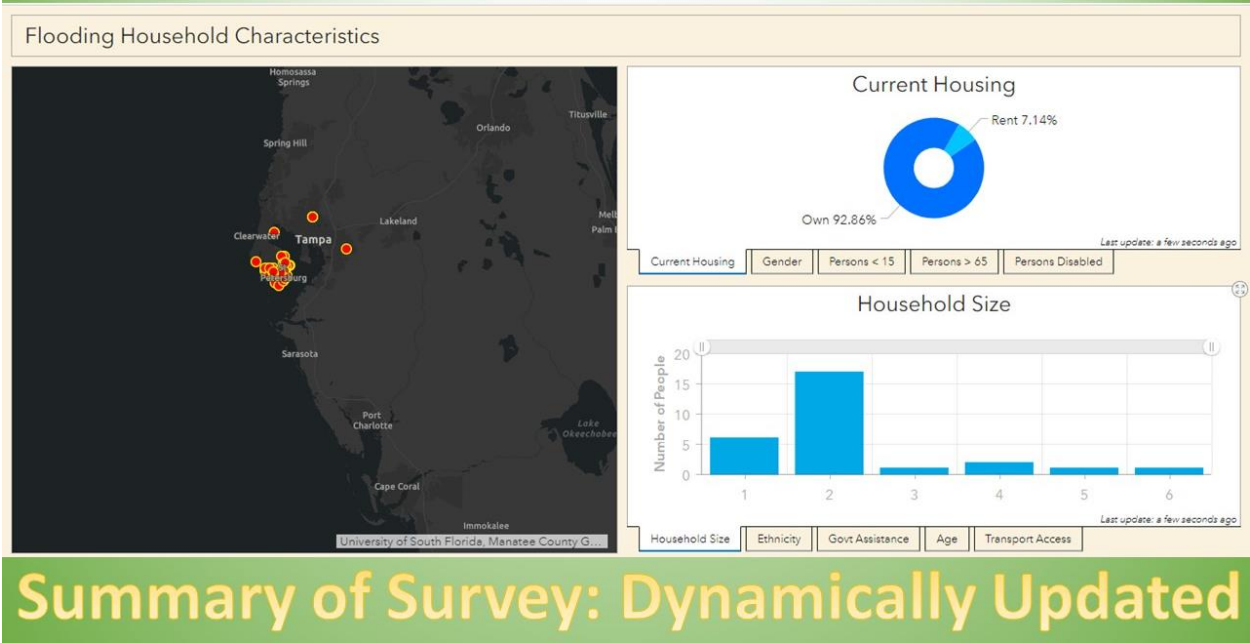 Flooding Household Characteristics
Homosassa
Springs
Titusville
Orlando
Spring Hill
Lakeland
Clearwater
Tampa
Petersburg
Sarasota
Port
Charlotte
Lake
Okeechobee
Cape Coral
Immokalee
University of South Florida, Manatee County G...
Current Housing
Rent 7.14%
Own 92.86%
Last update: a few seconds ago
Current Housing Gender Persons < 15 Persons > 65 Persons Disabled
Household Size
Number of People
20
15
10
5
0
1 2 3 4 5 6
Last update: a few seconds ago
Household Size Ethnicity Govt Assistance Age Transport Access
Summary of Survey: Dynamically Updated